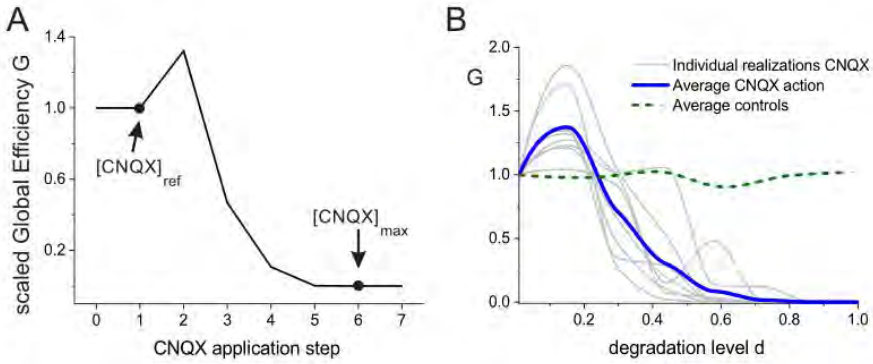 A
scaled Global Efficiency G
1.4
1.0
0.6
0.2
[CNQX]ref
[CNQX]max
0 1 2 3 4 5 6 7
CNQX application step
B
G
2.0
1.5
1.0
0.5
0.0
Individual realizations CNQX
Average CNQX action
Average controls
0.2 0.4 0.6 0.8 1.0
degradation level d